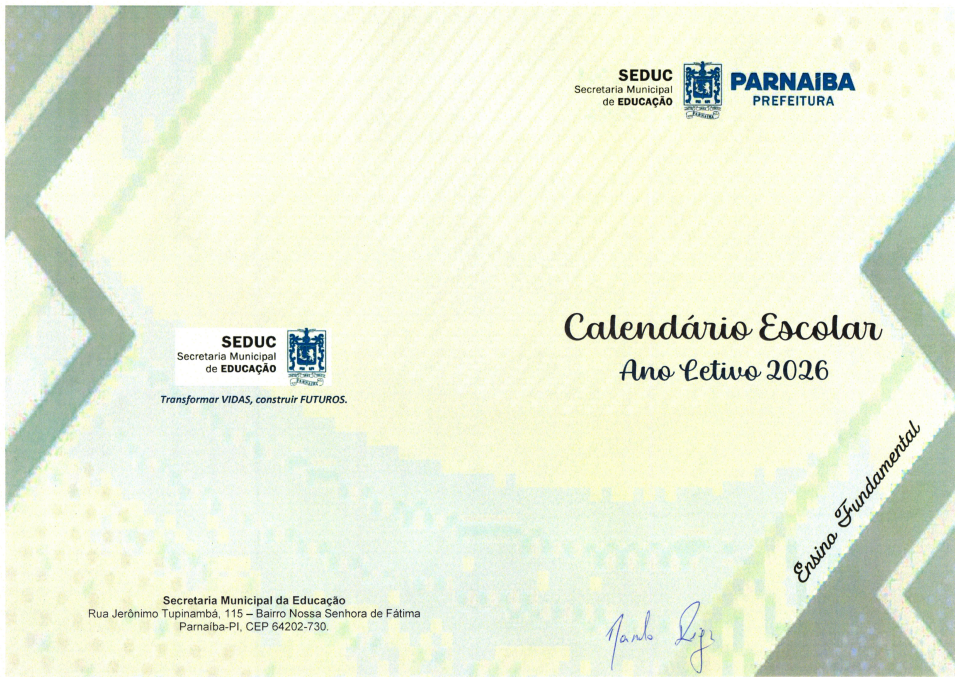 SEDUC
Secretaria Municipal
de EDUCAÇÃO
PARNAÍBA
PREFEITURA
Calendário Escolar
Ano Letivo 2026
Ensino Fundamental
SEDUC
Secretaria Municipal
de EDUCAÇÃO
Transformar VIDAS, construir FUTUROS.
Secretaria Municipal da Educação
Rua Jerônimo Tupinambá, 115 – Bairro Nossa Senhora de Fátima
Parnaíba-PI, CEP 64202-730.